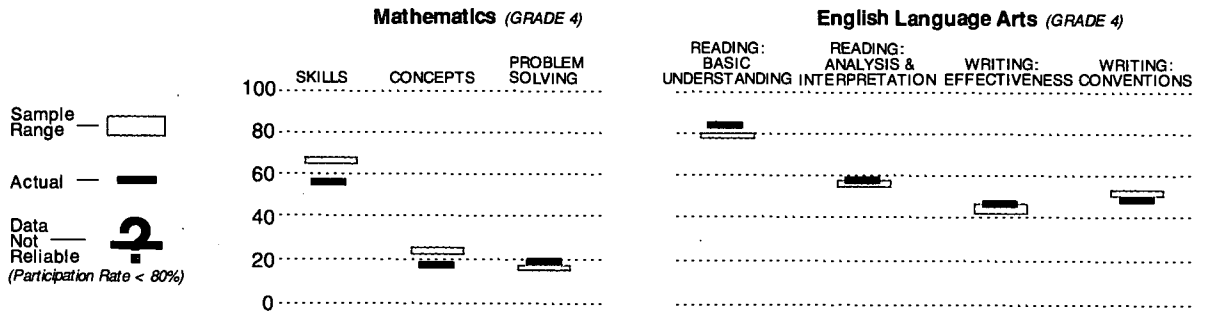 Mathematics (GRADE 4)
SKILLS
CONCEPTS
PROBLEM
SOLVING
English Language Arts (GRADE 4)
READING:
BASIC
UNDERSTANDING
READING:
ANALYSIS &
INTERPRETATION
WRITING:
EFFECTIVENESS
WRITING:
CONVENTIONS
100
80
60
40
20
0
Sample
Range
Actual
Data
Not
Reliable
?
(Participation Rate < 80%)